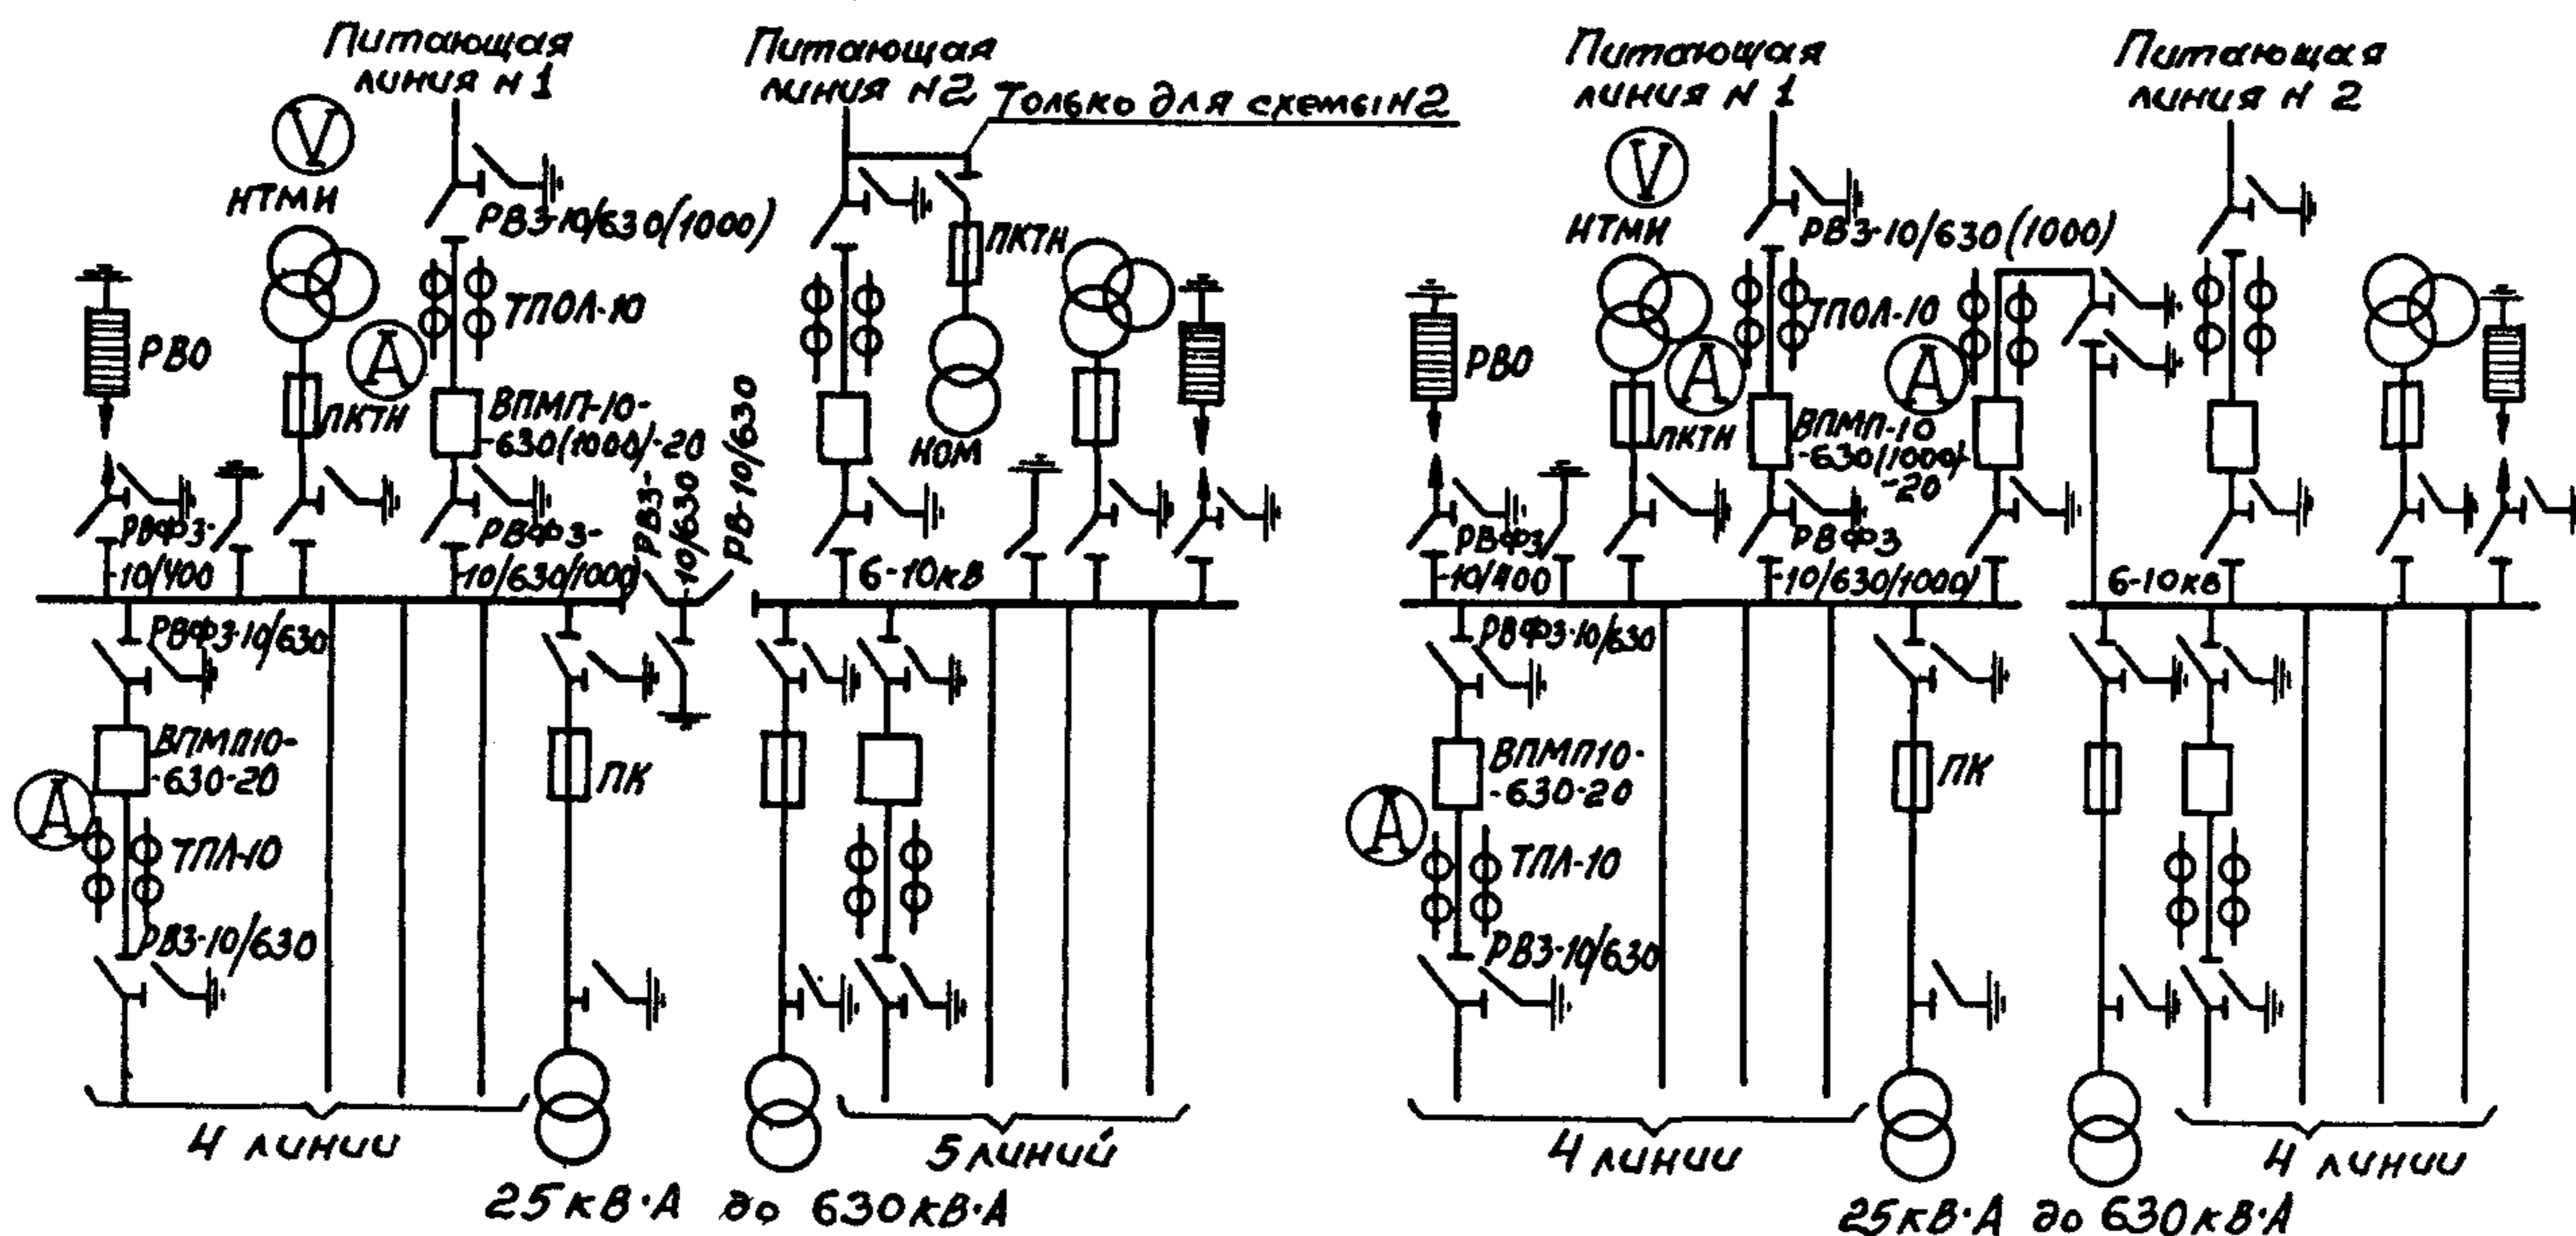 Питающая
линия N 1
Питающая
линия N2
Только для схемы N2
V
НТМИ
РВЗ-10/630(1000)
ПКТН
ТПОЛ-10
РВО
А
ПКТН
ВПМП-10-
-630(1000)-20
НОМ
РВЗ-
-10/630
РВ-10/630
РВФЗ-
-10/400
РВФЗ-
-10/630/1000)
6-10кВ
РВФЗ-10/630
ВПМП10-
-630-20
А
ТПЛ-10
РВЗ-10/630
ПК
4 линии
5 линий
25кВ·А до 630кВ·А
Питающая
линия N 1
Питающая
линия N 2
V
НТМИ
РВЗ-10/630(1000)
ТПОЛ-10
РВО
А
А
ПКТН
ВПМП-10
-630(1000)-
-20
РВФЗ
-10/400
РВФЗ
-10/630/1000)
6-10кВ
РВФЗ-10/630
ВПМП10-
-630-20
А
ТПЛ-10
РВЗ-10/630
ПК
4 линии
4 линии
25кВ·А до 630кВ·А